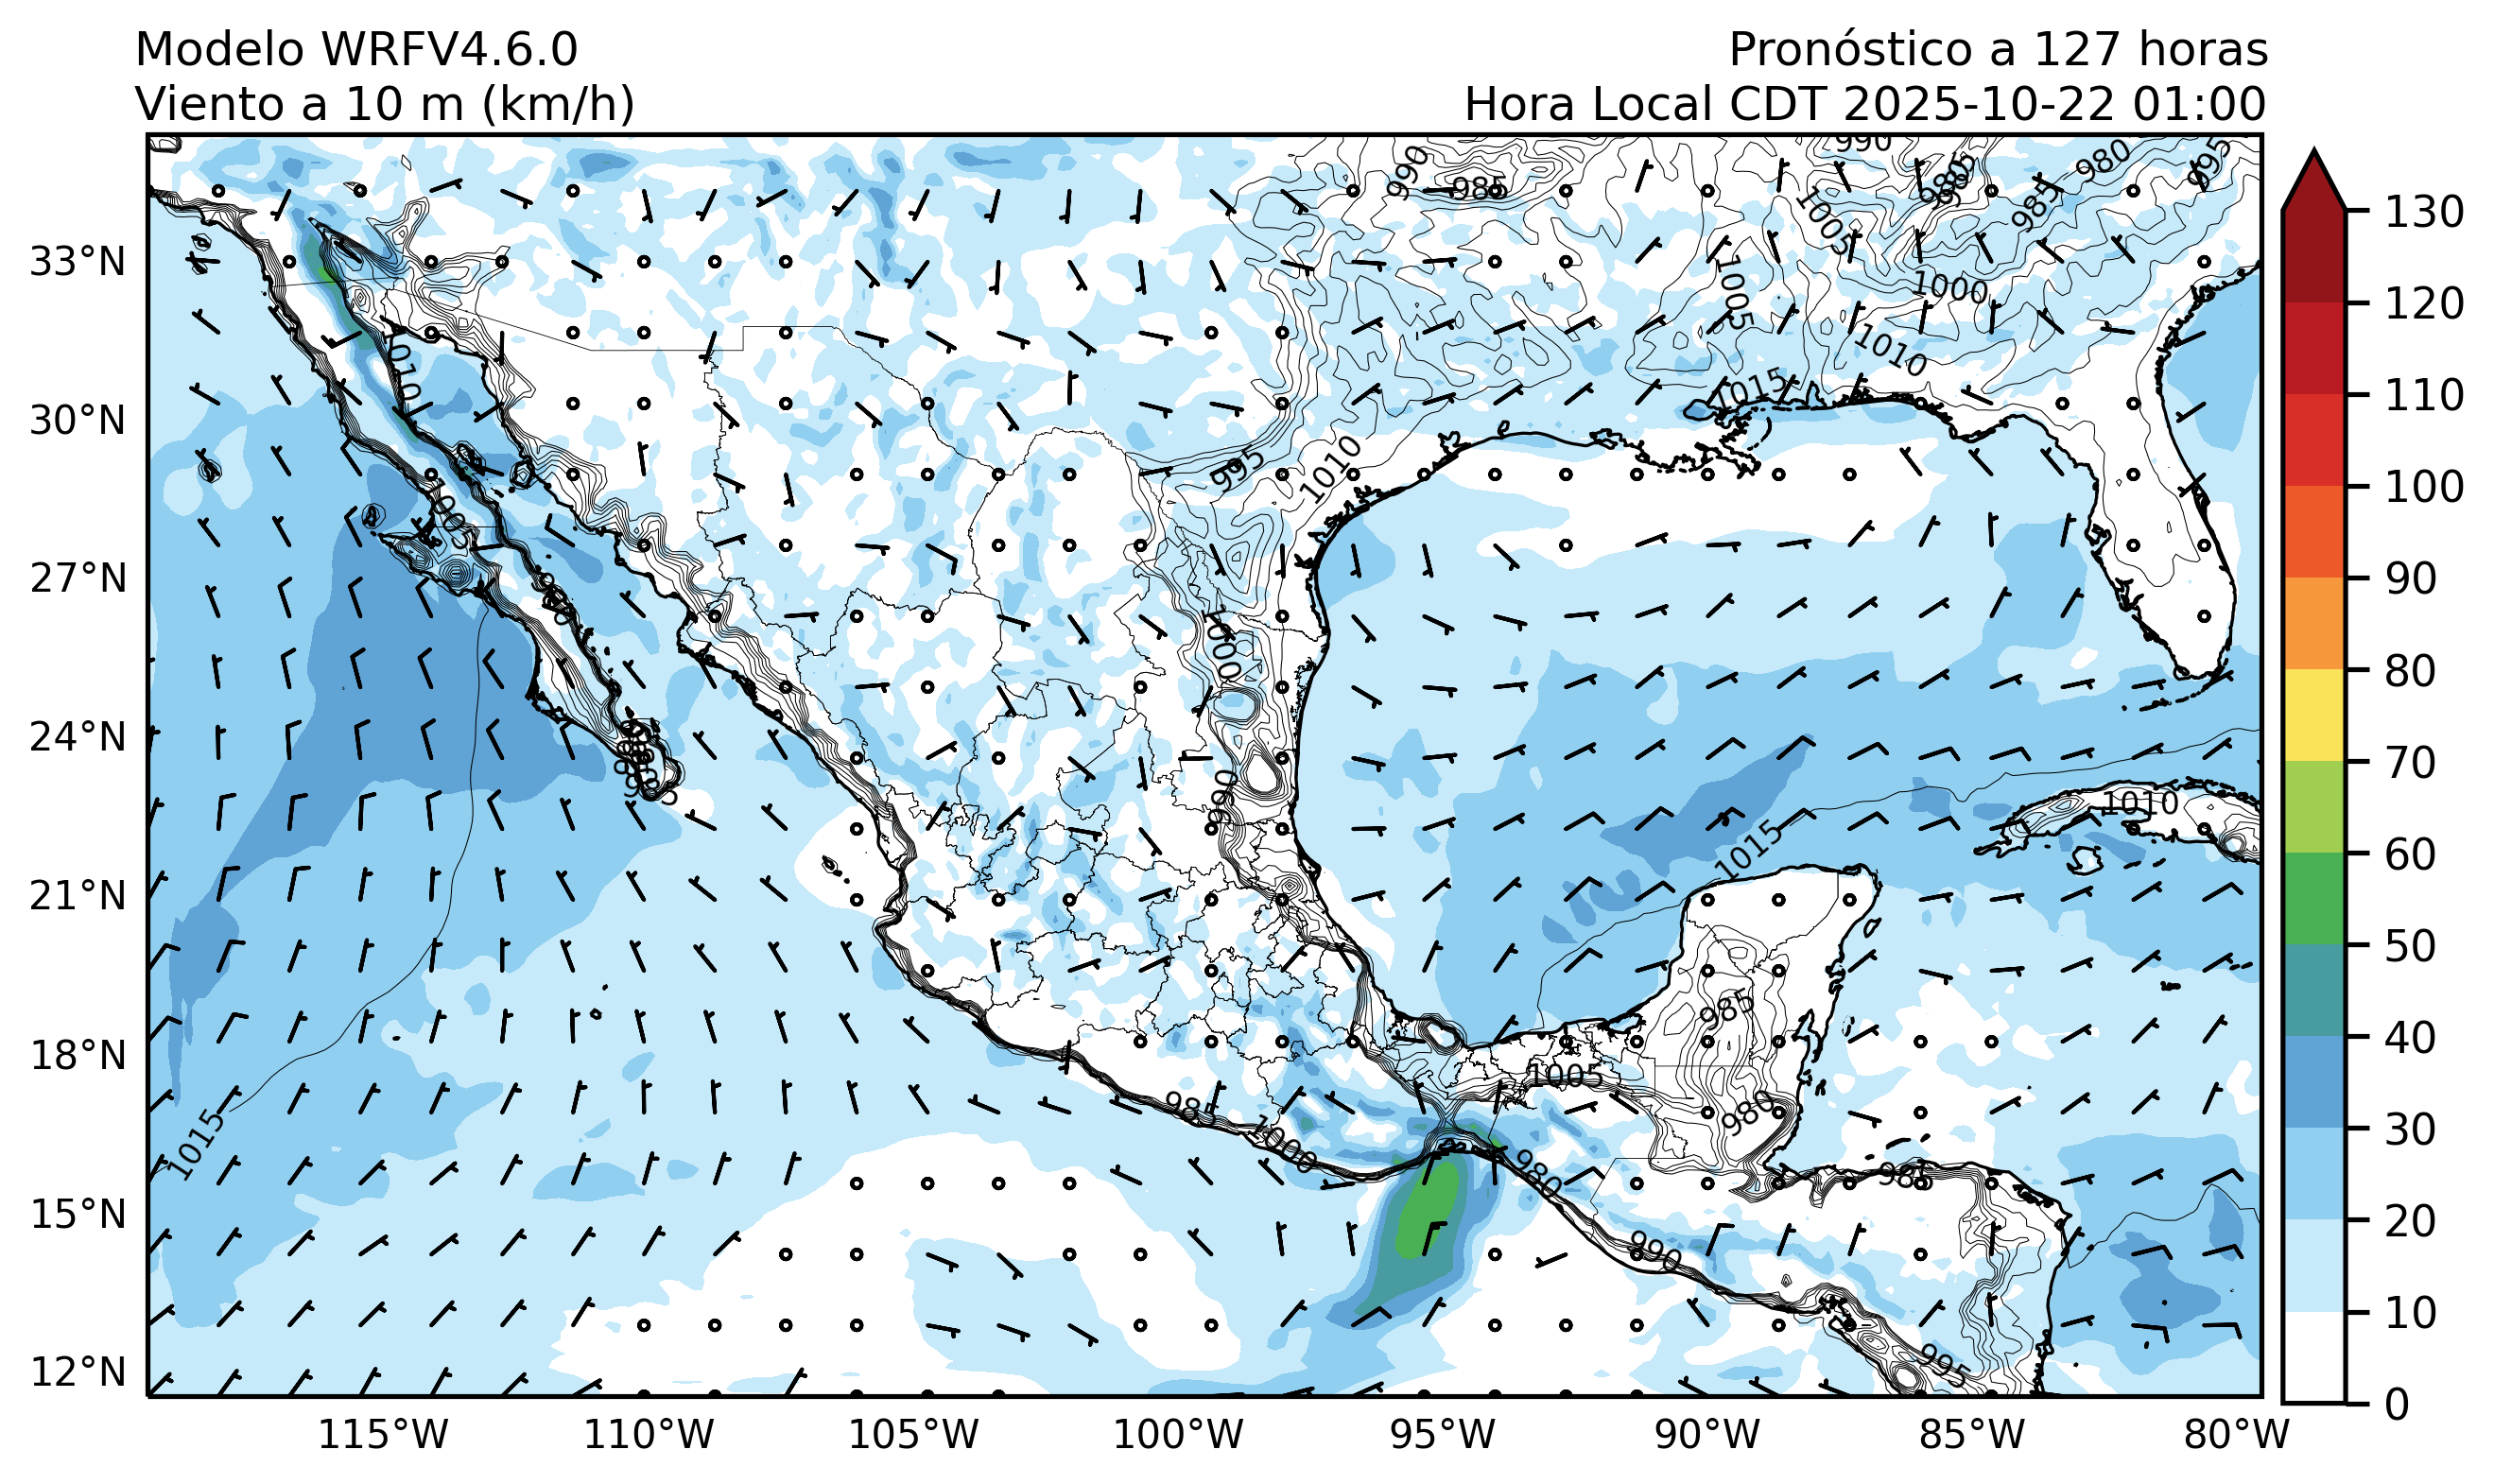 Modelo WRFV4.6.0
Viento a 10 m (km/h)
Pronóstico a 127 horas
Hora Local CDT 2025-10-22 01:00
33°N
30°N
27°N
24°N
21°N
18°N
15°N
12°N
115°W
110°W
105°W
100°W
95°W
90°W
85°W
80°W
130
120
110
100
90
80
70
60
50
40
30
20
10
0
990
985
990
980
995
985
985
1005
1000
1005
1010
1015
1010
995
1010
1005
1000
990
985
1010
1015
985
1005
980
985
1000
980
990
995
1015